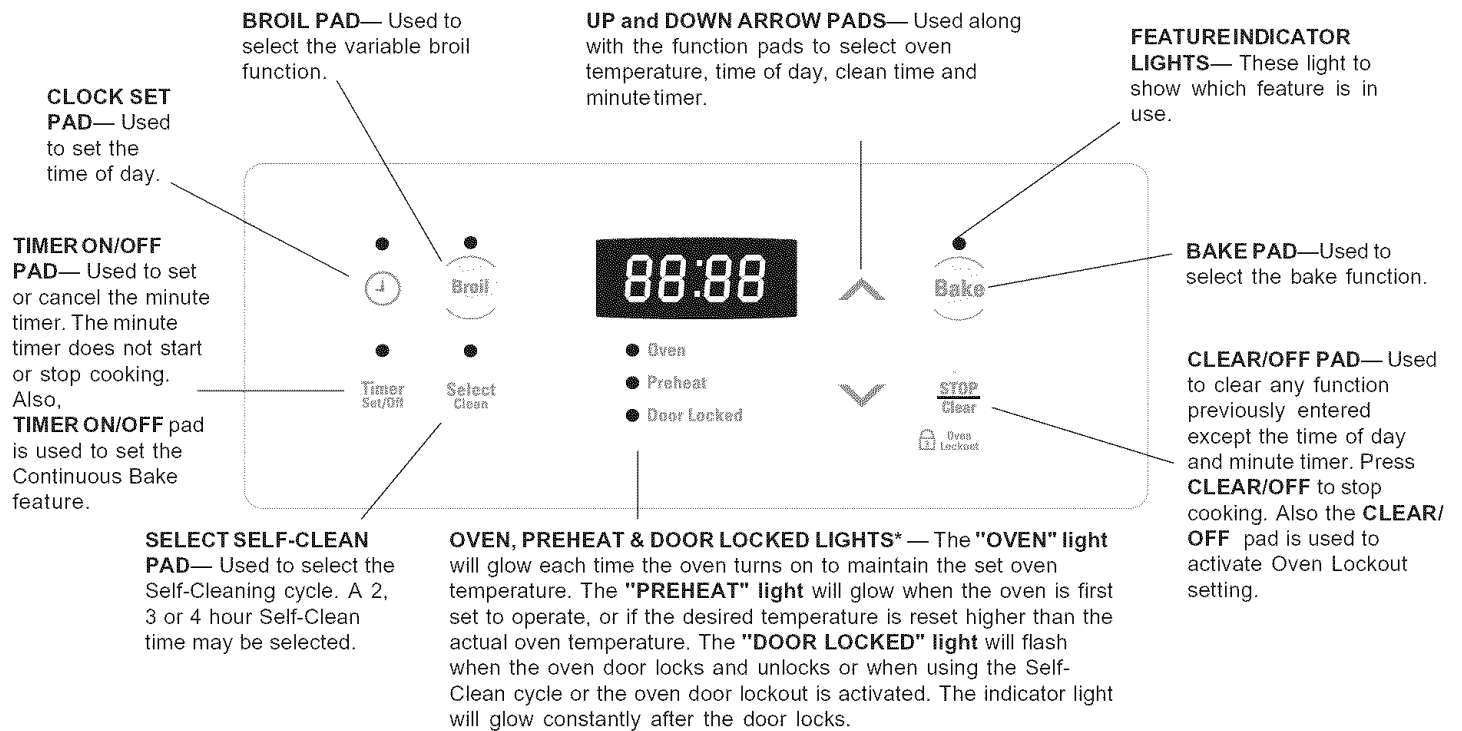 BROIL PAD— Used to
select the variable broil
function.
UP and DOWN ARROW PADS— Used along
with the function pads to select oven
temperature, time of day, clean time and
minute timer.
FEATURE INDICATOR
LIGHTS— These light to
show which feature is in
use.
CLOCK SET
PAD— Used
to set the
time of day.
TIMER ON/OFF
PAD— Used to set
or cancel the minute
timer. The minute
timer does not start
or stop cooking.
Also,
TIMER ON/OFF pad
is used to set the
Continuous Bake
feature.
Broil
88:88
Bake
Timer
Set/Off
Select
Clean
Oven
Preheat
Door Locked
STOP
Clear
Oven
Lockout
BAKE PAD—Used to
select the bake function.
CLEAR/OFF PAD— Used
to clear any function
previously entered
except the time of day
and minute timer. Press
CLEAR/OFF to stop
cooking. Also the CLEAR/
OFF pad is used to
activate Oven Lockout
setting.
SELECT SELF-CLEAN
PAD— Used to select the
Self-Cleaning cycle. A 2,
3 or 4 hour Self-Clean
time may be selected.
OVEN, PREHEAT & DOOR LOCKED LIGHTS* — The "OVEN" light
will glow each time the oven turns on to maintain the set oven
temperature. The "PREHEAT" light will glow when the oven is first
set to operate, or if the desired temperature is reset higher than the
actual oven temperature. The "DOOR LOCKED" light will flash
when the oven door locks and unlocks or when using the Self-
Clean cycle or the oven door lockout is activated. The indicator light
will glow constantly after the door locks.